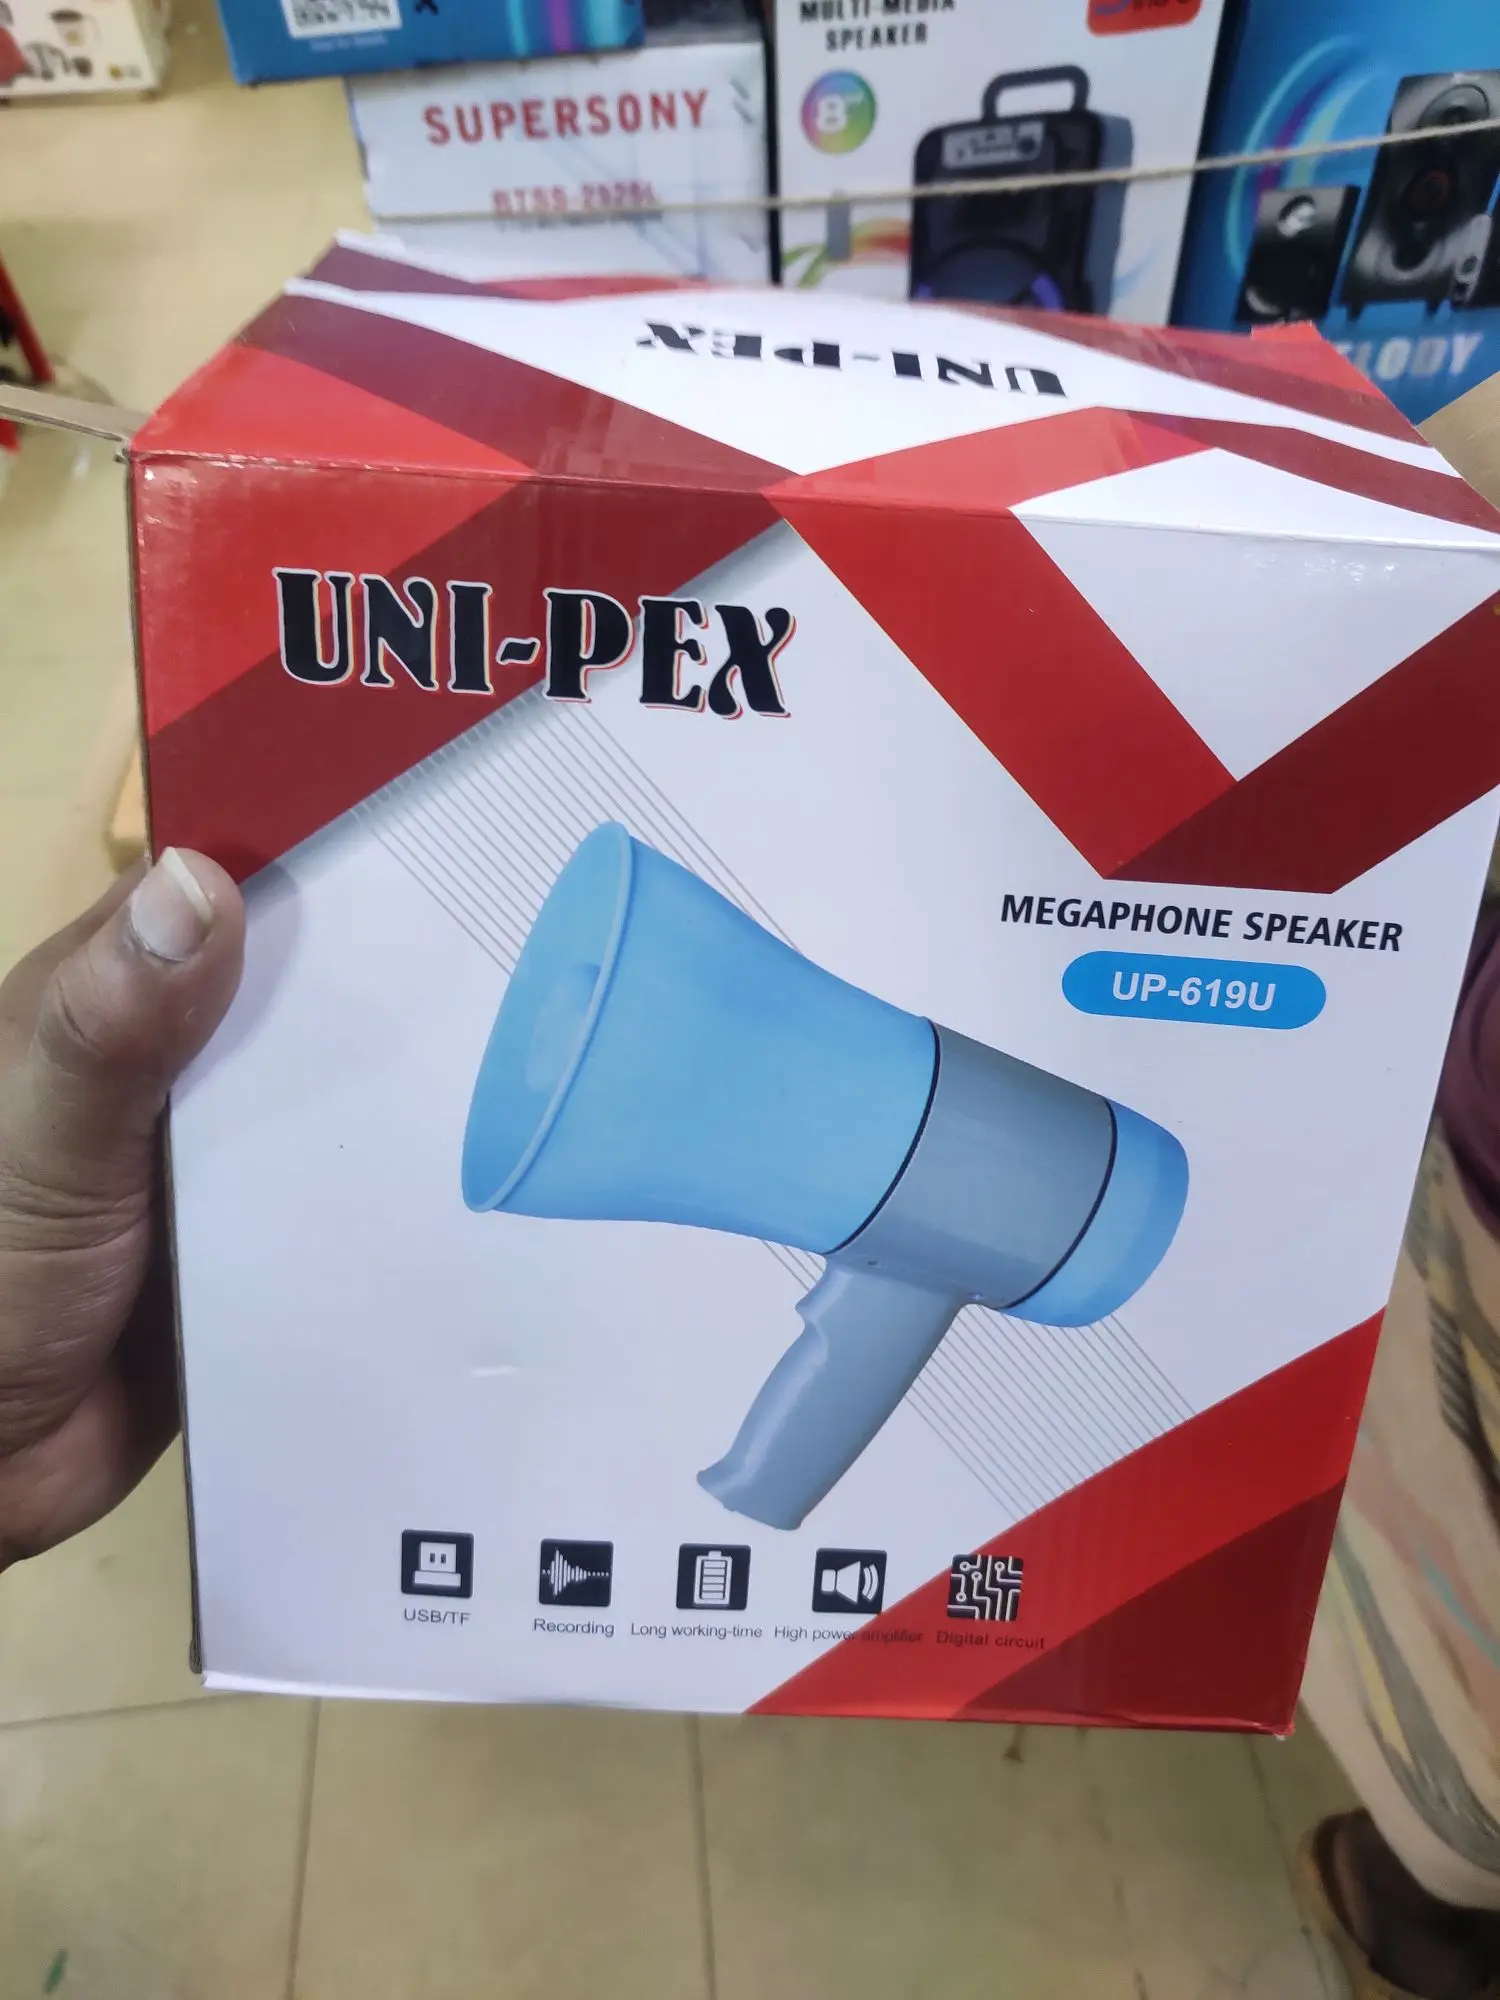 MULTI-MEDIA
SPEAKER
8"
SUPERSONY
UNI-PEX
UNI-PEX
MEGAPHONE SPEAKER
UP-619U
USB/TF
Recording
Long working-time
High power amplifier
Digital circuit